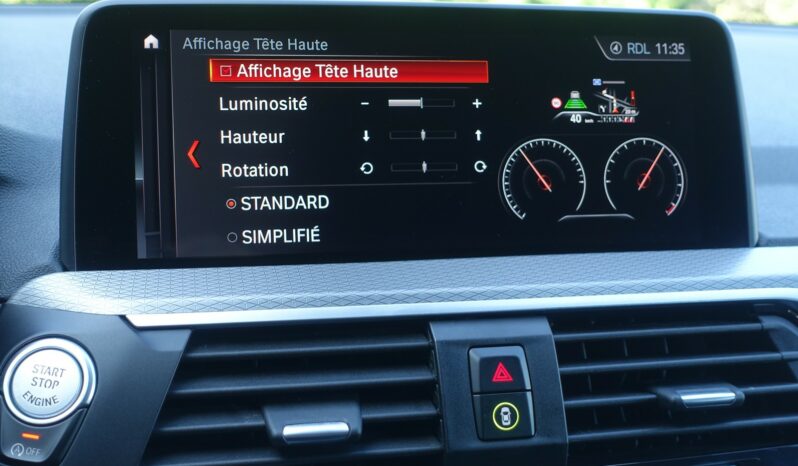 Affichage Tête Haute
RDL 11:35
Affichage Tête Haute
Luminosité - +
Hauteur
Rotation
STANDARD
SIMPLIFIÉ
40 km/h
START
STOP
ENGINE
OFF